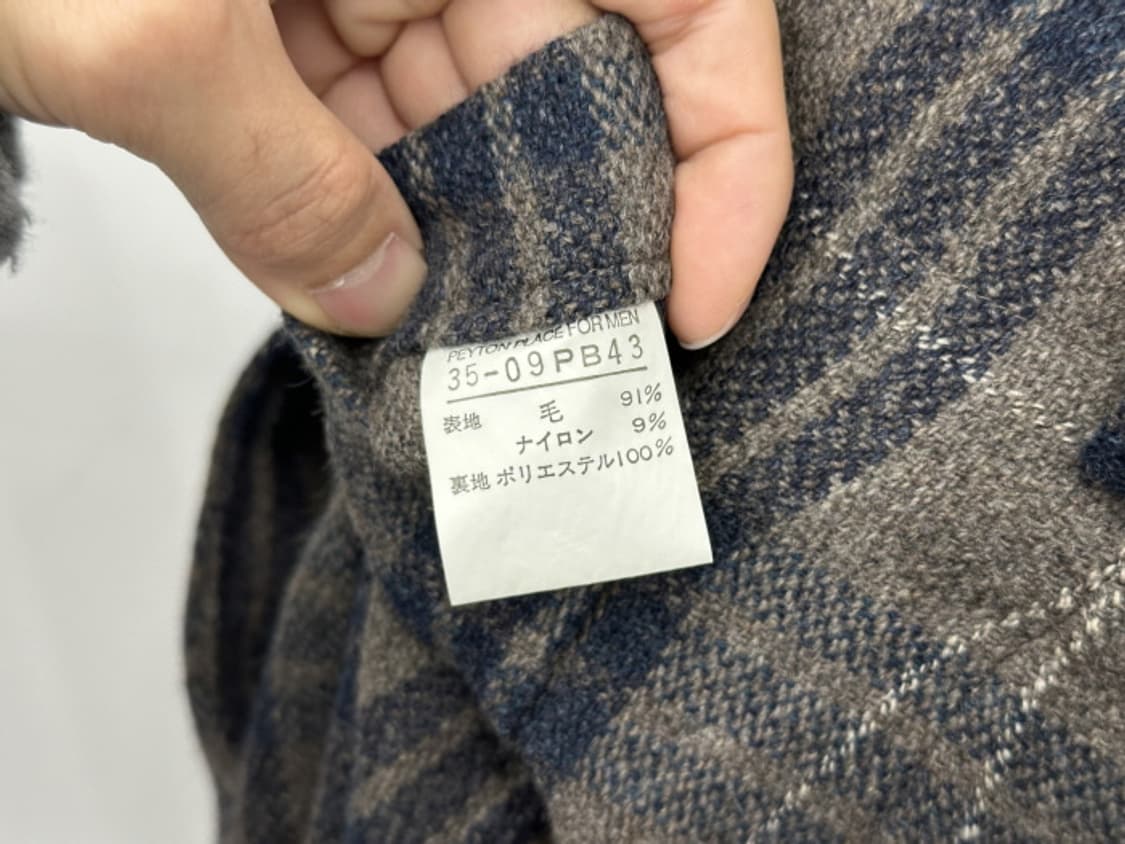 PEYTON PLACE FOR MEN
35-09PB43
表地 毛 91%
ナイロン 9%
裏地 ポリエステル100%